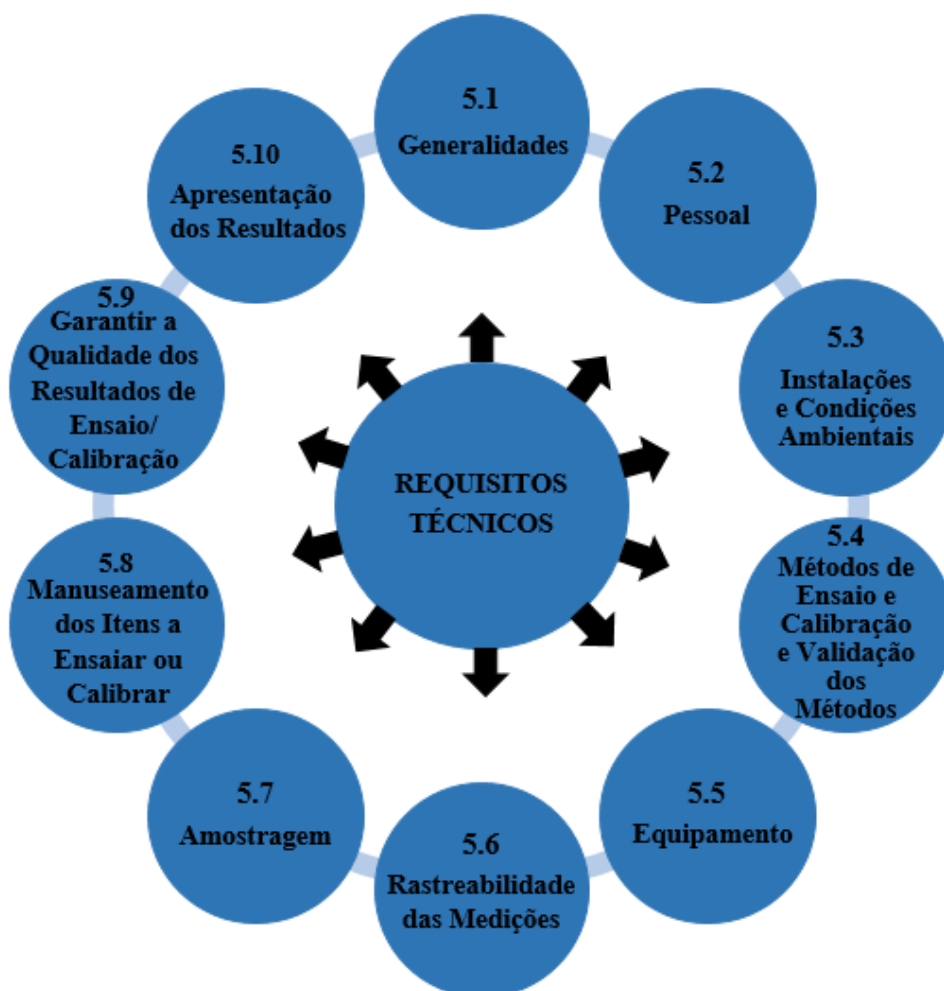 5.1
Generalidades
5.2
Pessoal
5.3
Instalações
e Condições
Ambientais
5.4
Métodos de
Ensaio e
Calibração
e Validação
dos
Métodos
5.5
Equipamento
5.6
Rastreabilidade
das Medições
5.7
Amostragem
5.8
Manuseamento
dos Itens a
Ensaiar ou
Calibrar
5.9
Garantir a
Qualidade dos
Resultados de
Ensaio/
Calibração
5.10
Apresentação
dos Resultados
REQUISITOS
TÉCNICOS